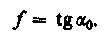 f = tg α₀.